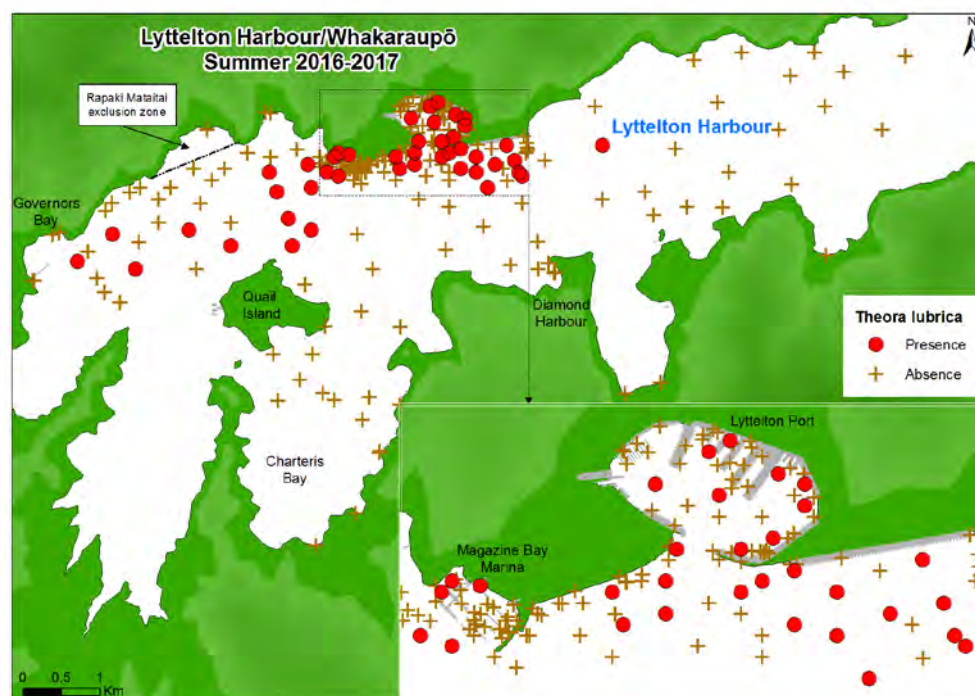 Lyttelton Harbour/Whakaraupō
Summer 2016-2017
N
Rapaki Mataitai
exclusion zone
Lyttelton Harbour
Governors
Bay
Quail
Island
Diamond
Harbour
Theora lubrica
Presence
Absence
Charteris
Bay
Lyttelton Port
Magazine Bay
Marina
0 0.5 1
Km